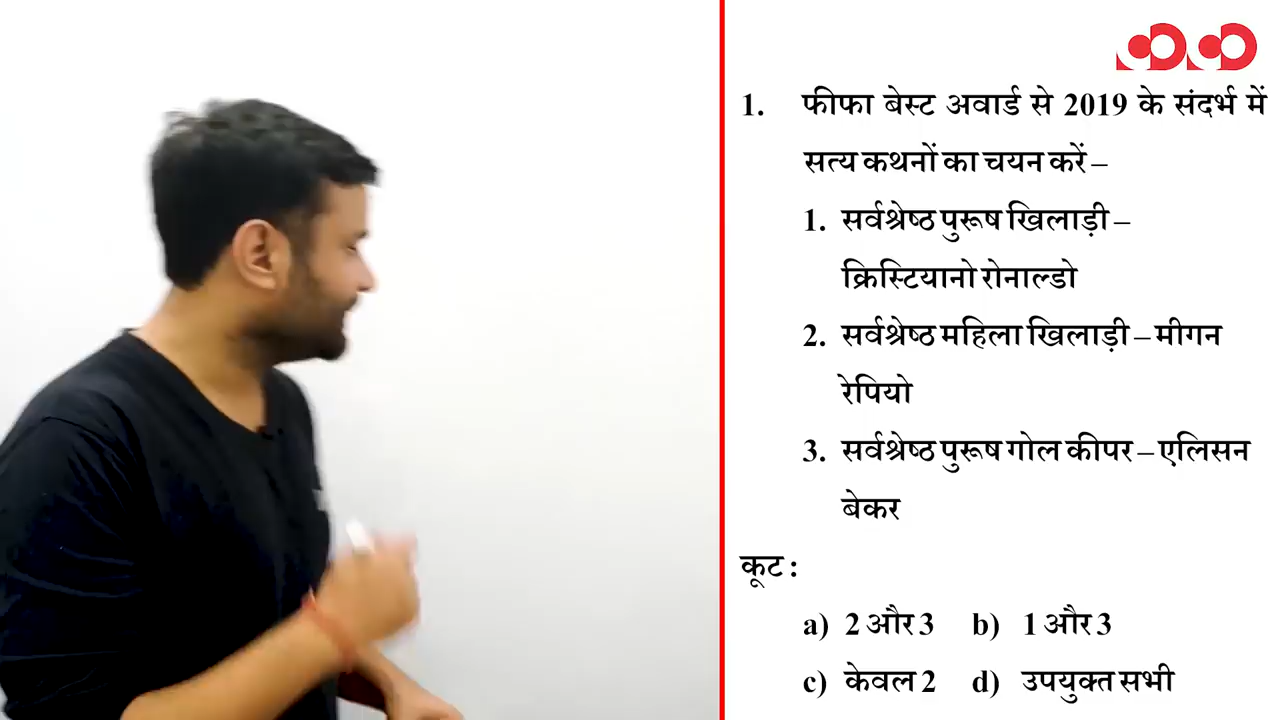 1. फीफा बेस्ट अवार्ड से 2019 के संदर्भ में
सत्य कथनों का चयन करें –
1. सर्वश्रेष्ठ पुरूष खिलाड़ी –
क्रिस्टियानो रोनाल्डो
2. सर्वश्रेष्ठ महिला खिलाड़ी – मीगन
रेपियो
3. सर्वश्रेष्ठ पुरूष गोल कीपर – एलिसन
बेकर
कूट :
a) 2 और 3 b) 1 और 3
c) केवल 2 d) उपयुक्त सभी